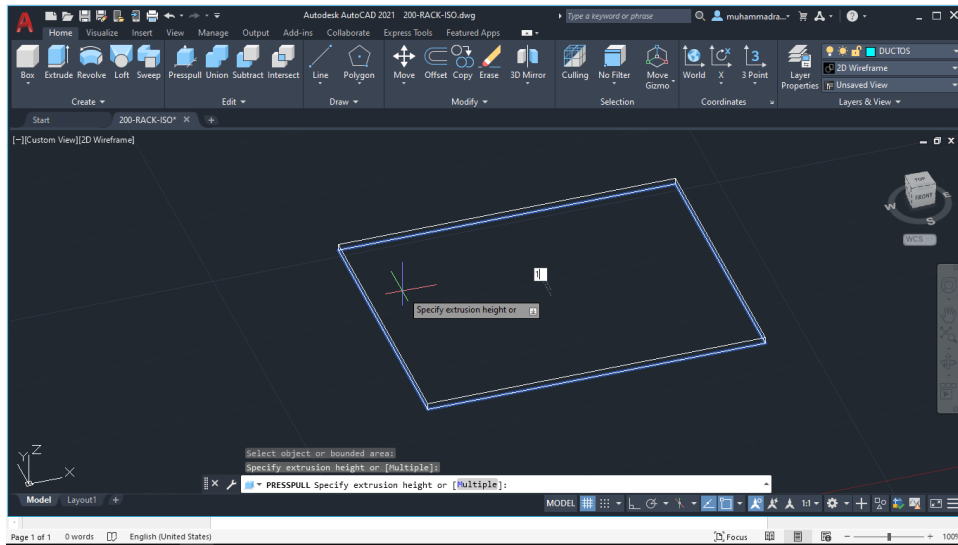 Autodesk AutoCAD 2021 200-RACK-ISO.dwg Type a keyword or phrase muhammadra...
Home Visualize Insert View Manage Output Add-ins Collaborate Express Tools Featured Apps
DUCTOS
2D Wireframe
Unsaved View
Box Extrude Revolve Loft Sweep Presspull Union Subtract Intersect Line Polygon Move Offset Copy Erase 3D Mirror Culling No Filter Move Gizmo World X 3 Point Layer Properties
Create Edit Draw Modify Selection Coordinates Layers & View
Start 200-RACK-ISO*
[−][Custom View][2D Wireframe]
TOP
FRONT
E
W
S
WCS
1
Specify extrusion height or
Z
Y
X
Select object or bounded area:
Specify extrusion height or [Multiple]:
PRESSPULL Specify extrusion height or [Multiple]:
Model Layout1 + MODEL 1:1
Page 1 of 1 0 words English (United States) Focus 100%